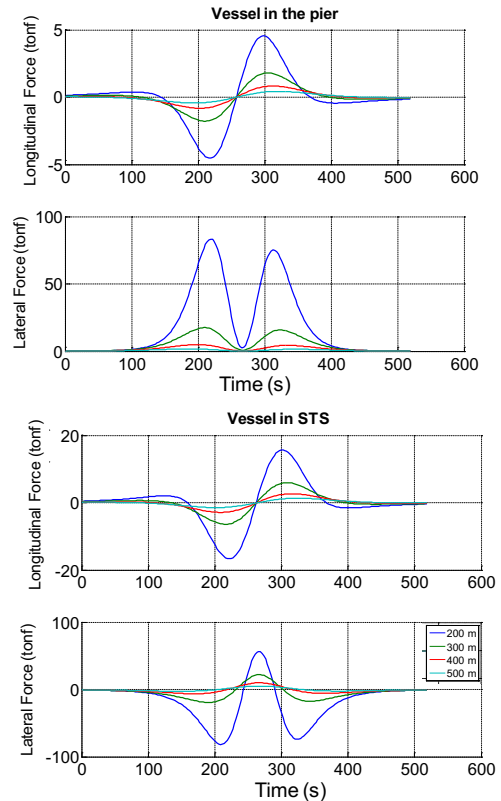 Vessel in the pier
Longitudinal Force (tonf)
5
0
-5
0 100 200 300 400 500 600
Lateral Force (tonf)
100
50
0
0 100 200 300 400 500 600
Time (s)
Vessel in STS
Longitudinal Force (tonf)
20
0
-20
0 100 200 300 400 500 600
Lateral Force (tonf)
100
0
-100
200 m
300 m
400 m
500 m
0 100 200 300 400 500 600
Time (s)